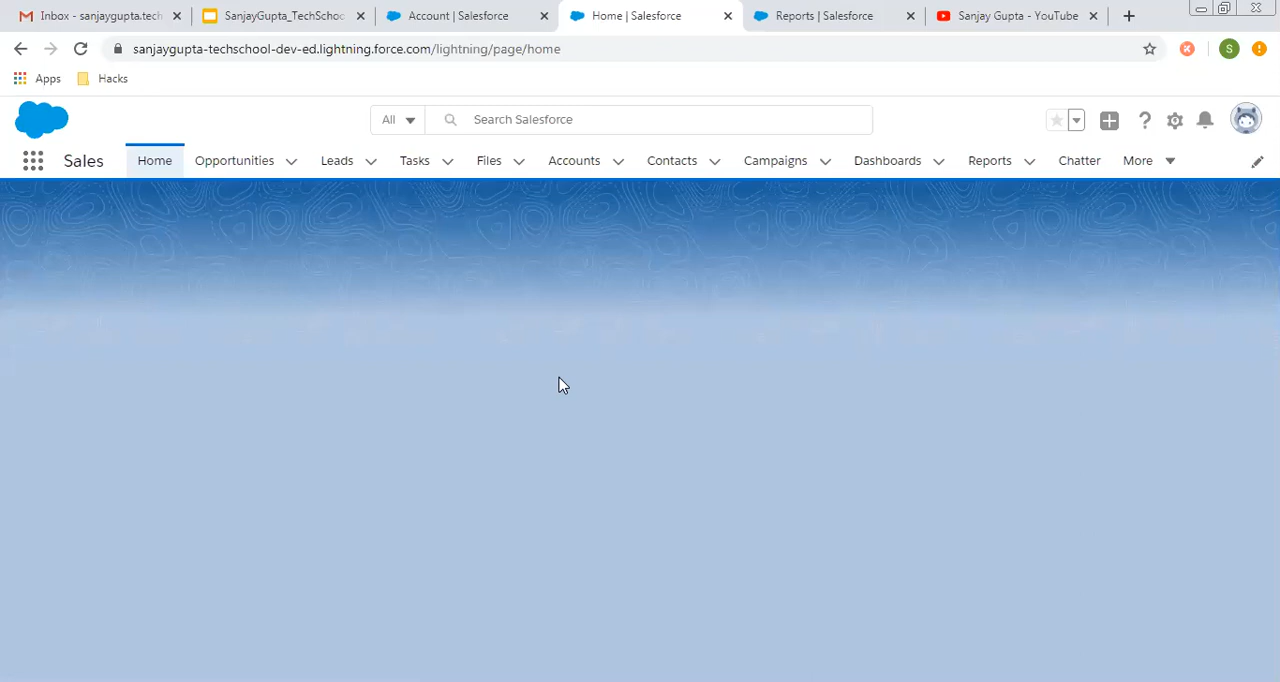 Inbox - sanjaygupta.tech
SanjayGupta_TechSchoo
Account | Salesforce
Home | Salesforce
Reports | Salesforce
Sanjay Gupta - YouTube
sanjaygupta-techschool-dev-ed.lightning.force.com/lightning/page/home
S
Apps
Hacks
All
Search Salesforce
Sales
Home
Opportunities
Leads
Tasks
Files
Accounts
Contacts
Campaigns
Dashboards
Reports
Chatter
More